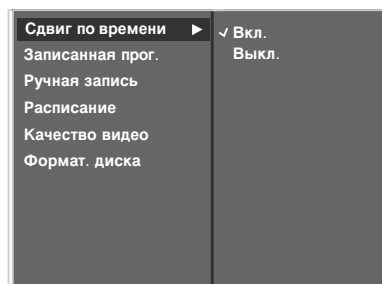 Сдвиг по времени
Записанная прог.
Ручная запись
Расписание
Качество видео
Формат. диска
Вкл.
Выкл.